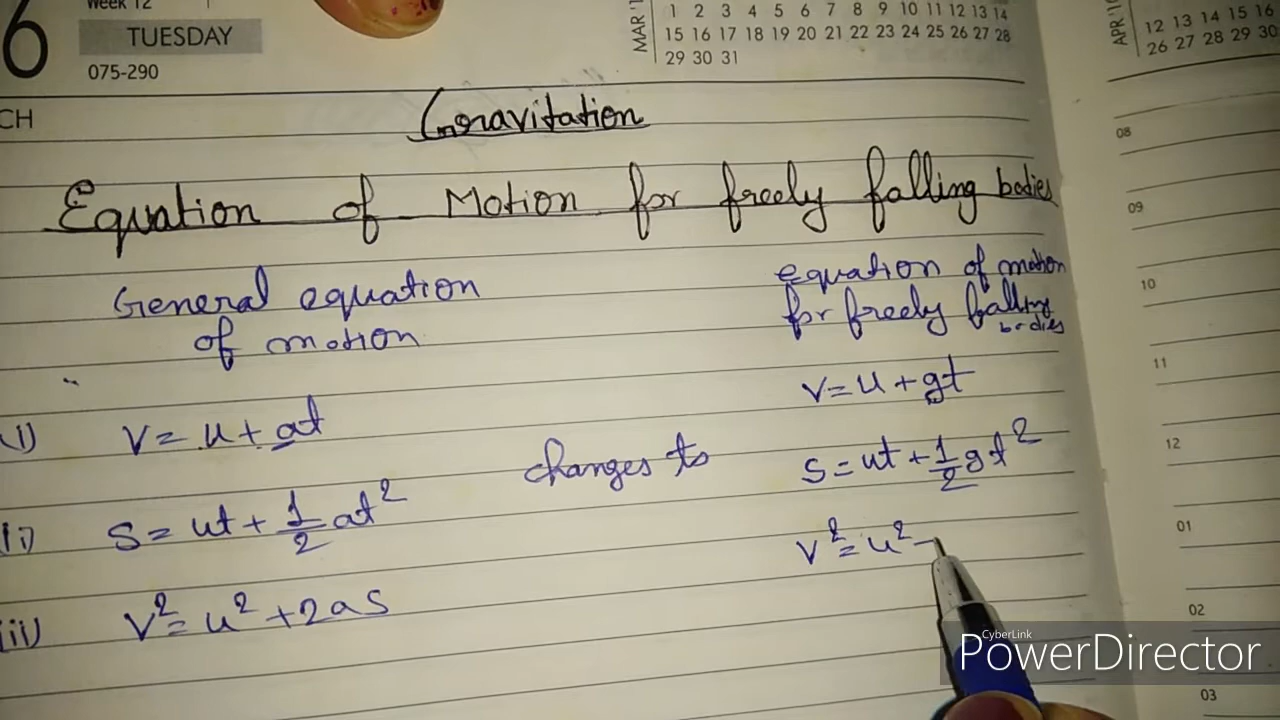 Week 12
6
TUESDAY
075-290
CH
1 2 3 4 5 6 7 8 9 10 11 12 13 14
MAR '1
15 16 17 18 19 20 21 22 23 24 25 26 27 28
29 30 31
APR
12 13 14 15 16
26 27 28 29 30
Gravitation
Equation of Motion for freely falling bodies
General equation
of motion
equation of motion
for freely falling
bodies
(i) V = u + at
(ii) S = ut + 1/2 at²
(iii) V² = u² + 2as
changes to
V = u + gt
S = ut + 1/2 gt²
V² = u² -
08
09
10
11
12
01
02
03
CyberLink
PowerDirector